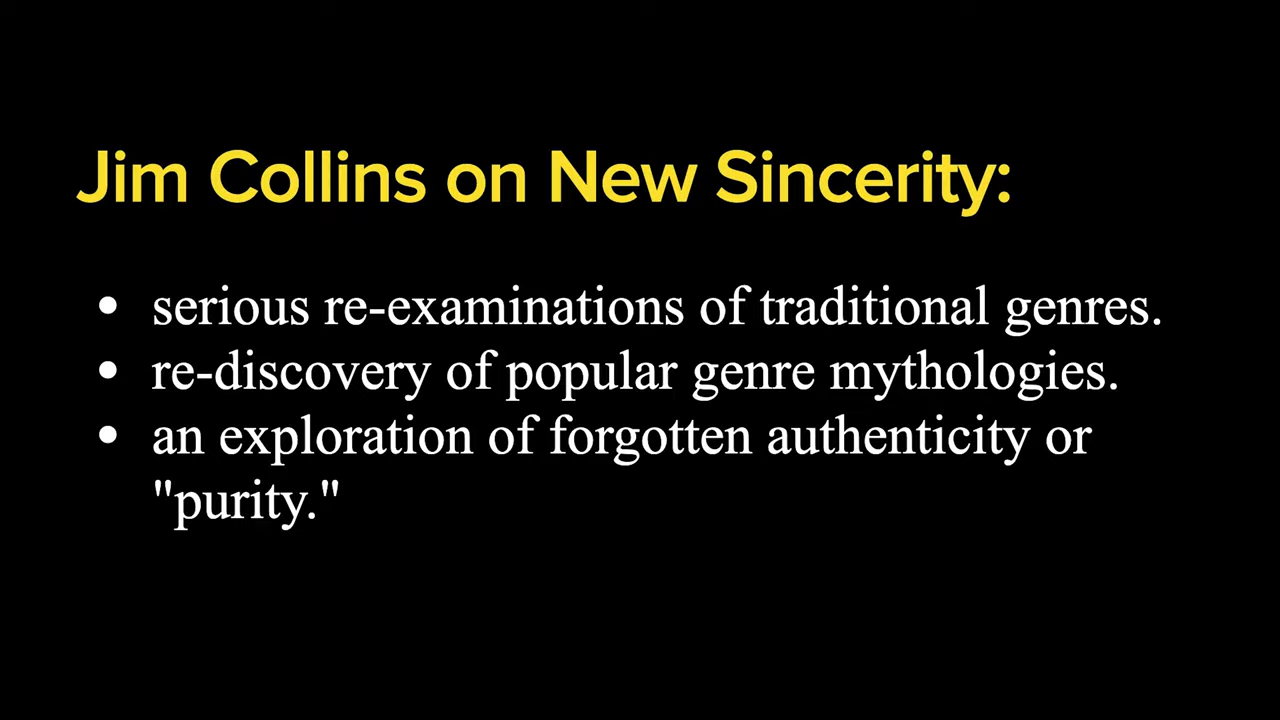 Jim Collins on New Sincerity:
• serious re-examinations of traditional genres.
• re-discovery of popular genre mythologies.
• an exploration of forgotten authenticity or
"purity."